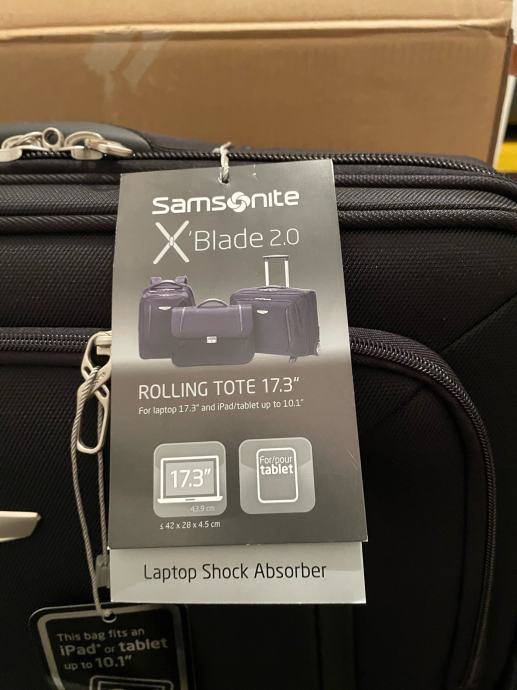 Samsonite
X'Blade 2.0
ROLLING TOTE 17.3"
For laptop 17.3" and iPad/tablet up to 10.1"
17.3"
43.9 cm
≤ 42 x 28 x 4.5 cm
For/pour
tablet
Laptop Shock Absorber
This bag fits an
iPad* or tablet
up to 10.1"